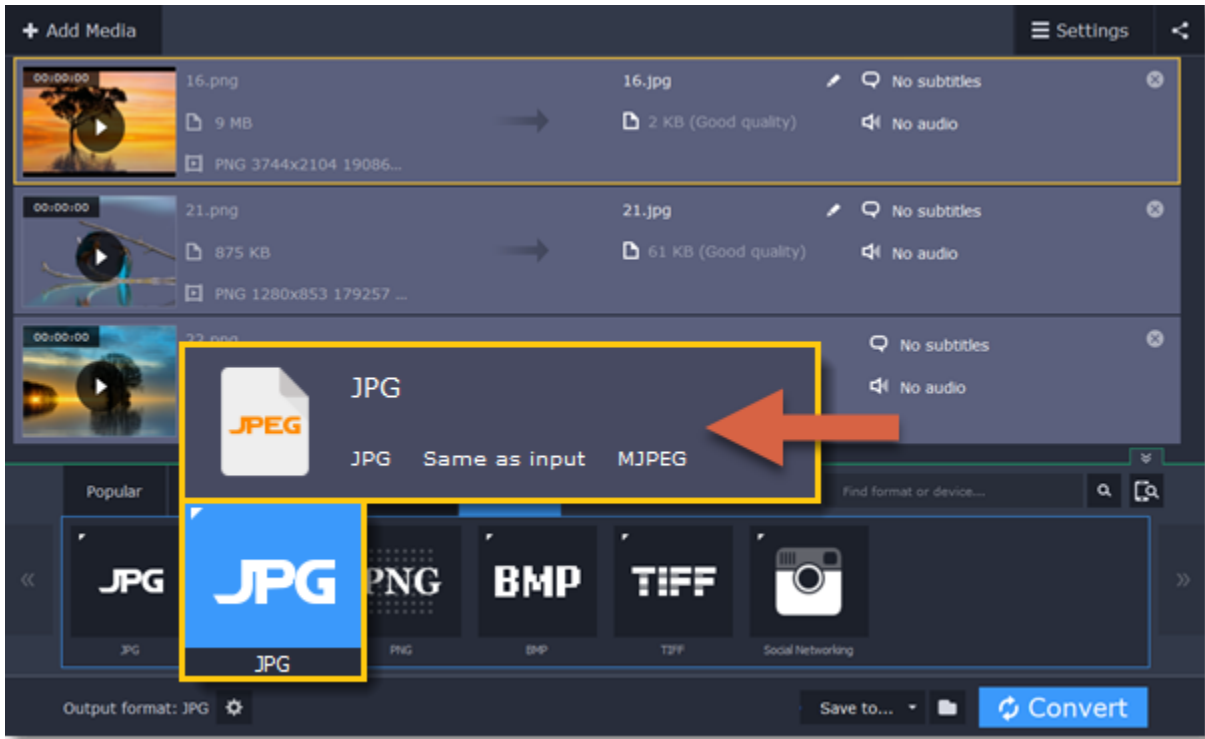 Add Media
Settings
00:00:00
16.png
16.jpg
No subtitles
9 MB
2 KB (Good quality)
No audio
PNG 3744x2104 19086...
00:00:00
21.png
21.jpg
No subtitles
875 KB
61 KB (Good quality)
No audio
PNG 1280x853 179257 ...
00:00:00
22.png
No subtitles
No audio
JPEG
JPG
JPG Same as input MJPEG
Popular
Find format or device...
JPG
JPG
PNG
BMP
TIFF
JPG
JPG
PNG
BMP
TIFF
Social Networking
Output format: JPG
Save to...
Convert